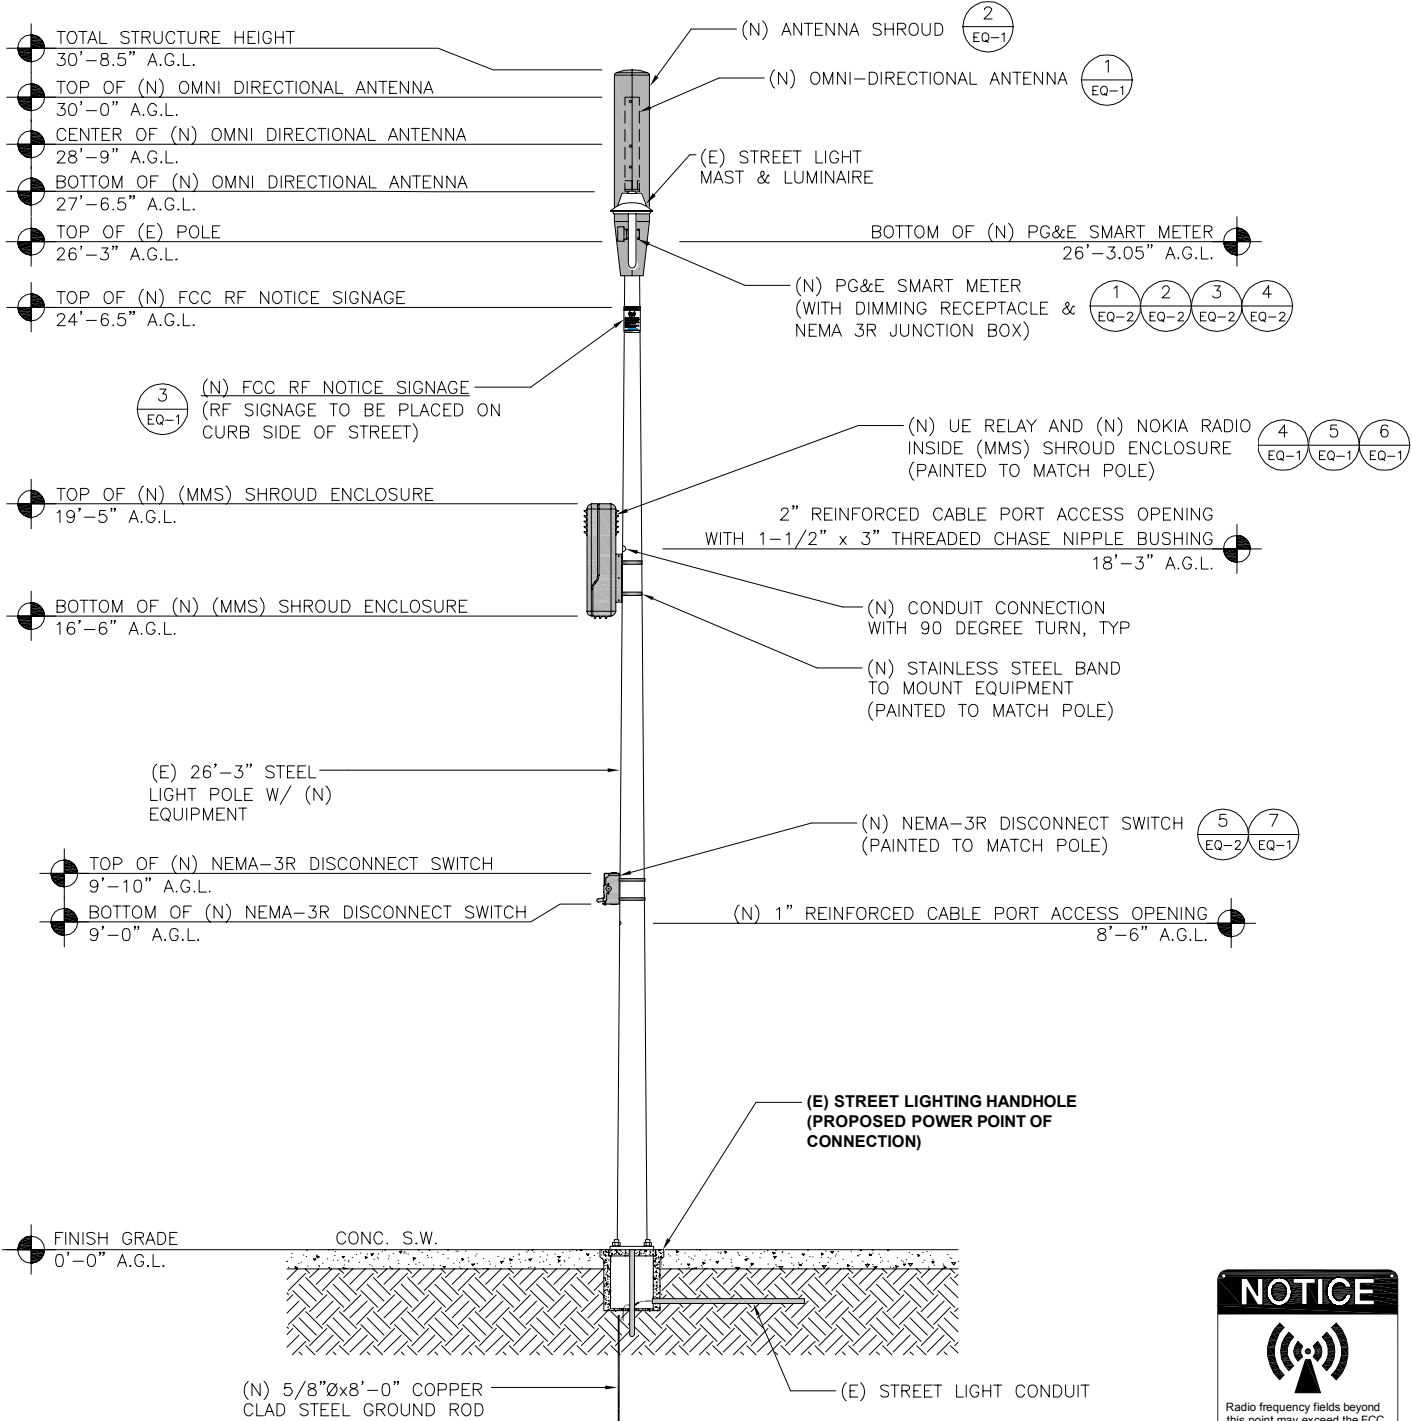 TOTAL STRUCTURE HEIGHT
30'-8.5" A.G.L.
TOP OF (N) OMNI DIRECTIONAL ANTENNA
30'-0" A.G.L.
CENTER OF (N) OMNI DIRECTIONAL ANTENNA
28'-9" A.G.L.
BOTTOM OF (N) OMNI DIRECTIONAL ANTENNA
27'-6.5" A.G.L.
TOP OF (E) POLE
26'-3" A.G.L.
TOP OF (N) FCC RF NOTICE SIGNAGE
24'-6.5" A.G.L.
(N) ANTENNA SHROUD
2
EQ-1
(N) OMNI-DIRECTIONAL ANTENNA
1
EQ-1
(E) STREET LIGHT
MAST & LUMINAIRE
BOTTOM OF (N) PG&E SMART METER
26'-3.05" A.G.L.
(N) PG&E SMART METER
(WITH DIMMING RECEPTACLE &
NEMA 3R JUNCTION BOX)
1 2 3 4
EQ-2 EQ-2 EQ-2 EQ-2
3
EQ-1
(N) FCC RF NOTICE SIGNAGE
(RF SIGNAGE TO BE PLACED ON
CURB SIDE OF STREET)
(N) UE RELAY AND (N) NOKIA RADIO
INSIDE (MMS) SHROUD ENCLOSURE
(PAINTED TO MATCH POLE)
4 5 6
EQ-1 EQ-1 EQ-1
TOP OF (N) (MMS) SHROUD ENCLOSURE
19'-5" A.G.L.
2" REINFORCED CABLE PORT ACCESS OPENING
WITH 1-1/2" x 3" THREADED CHASE NIPPLE BUSHING
18'-3" A.G.L.
BOTTOM OF (N) (MMS) SHROUD ENCLOSURE
16'-6" A.G.L.
(N) CONDUIT CONNECTION
WITH 90 DEGREE TURN, TYP
(N) STAINLESS STEEL BAND
TO MOUNT EQUIPMENT
(PAINTED TO MATCH POLE)
(E) 26'-3" STEEL
LIGHT POLE W/ (N)
EQUIPMENT
(N) NEMA-3R DISCONNECT SWITCH
(PAINTED TO MATCH POLE)
5 7
EQ-2 EQ-1
TOP OF (N) NEMA-3R DISCONNECT SWITCH
9'-10" A.G.L.
BOTTOM OF (N) NEMA-3R DISCONNECT SWITCH
9'-0" A.G.L.
(N) 1" REINFORCED CABLE PORT ACCESS OPENING
8'-6" A.G.L.
(E) STREET LIGHTING HANDHOLE
(PROPOSED POWER POINT OF
CONNECTION)
FINISH GRADE
0'-0" A.G.L.
CONC. S.W.
(N) 5/8"Øx8'-0" COPPER
CLAD STEEL GROUND ROD
(E) STREET LIGHT CONDUIT
NOTICE
Radio frequency fields beyond
this point may exceed the FCC